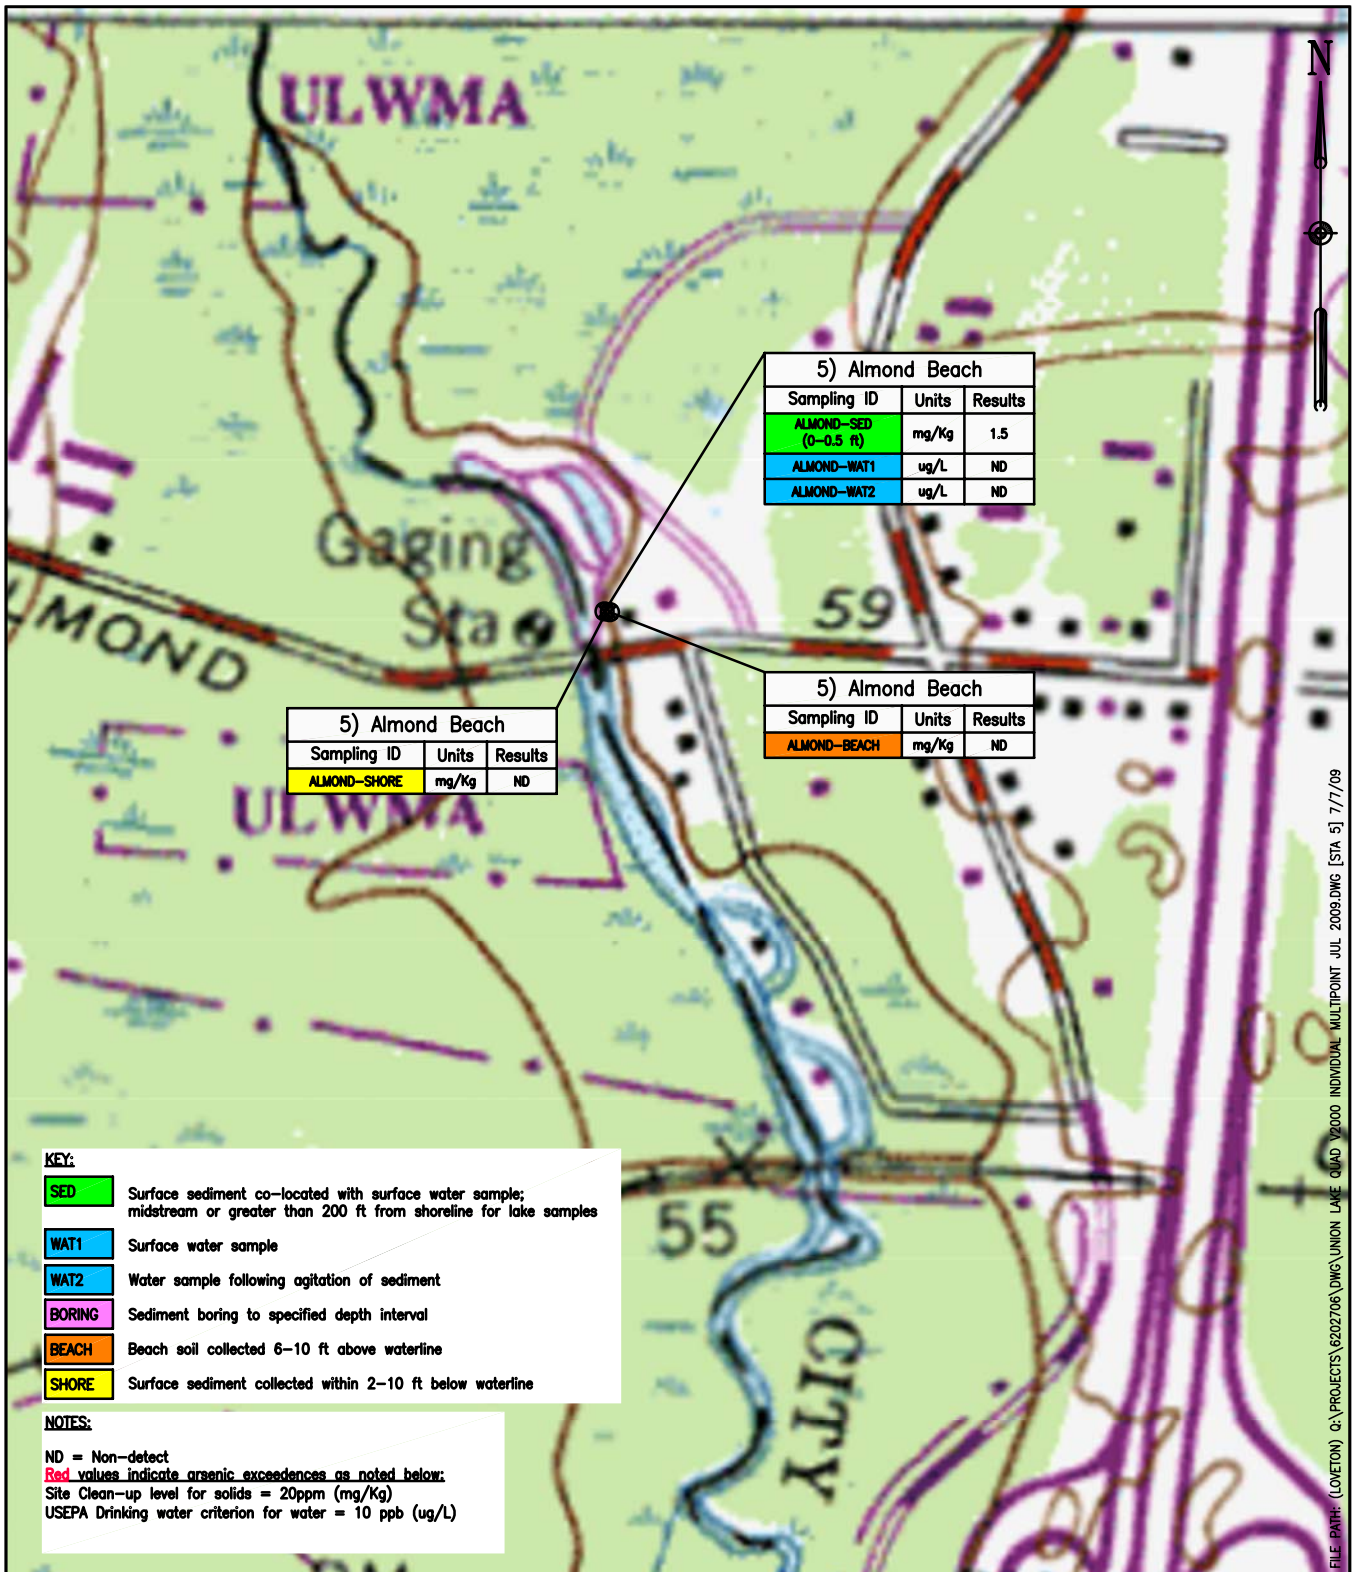 N
ULWMA
5) Almond Beach
Sampling ID Units Results
ALMOND-SED (0-0.5 ft) mg/Kg 1.5
ALMOND-WAT1 ug/L ND
ALMOND-WAT2 ug/L ND
Gaging
Sta
59
LMOND
5) Almond Beach
Sampling ID Units Results
ALMOND-BEACH mg/Kg ND
5) Almond Beach
Sampling ID Units Results
ALMOND-SHORE mg/Kg ND
ULWMA
55
CITY
KEY:
SED Surface sediment co-located with surface water sample;
midstream or greater than 200 ft from shoreline for lake samples
WAT1 Surface water sample
WAT2 Water sample following agitation of sediment
BORING Sediment boring to specified depth interval
BEACH Beach soil collected 6-10 ft above waterline
SHORE Surface sediment collected within 2-10 ft below waterline
NOTES:
ND = Non-detect
Red values indicate arsenic exceedences as noted below:
Site Clean-up level for solids = 20ppm (mg/Kg)
USEPA Drinking water criterion for water = 10 ppb (ug/L)
FILE PATH: (LOVETON) Q:\PROJECTS\6202706\DWG\UNION LAKE QUAD V2000 INDIVIDUAL MULTIPOINT JUL 2009.DWG [STA 5] 7/7/09